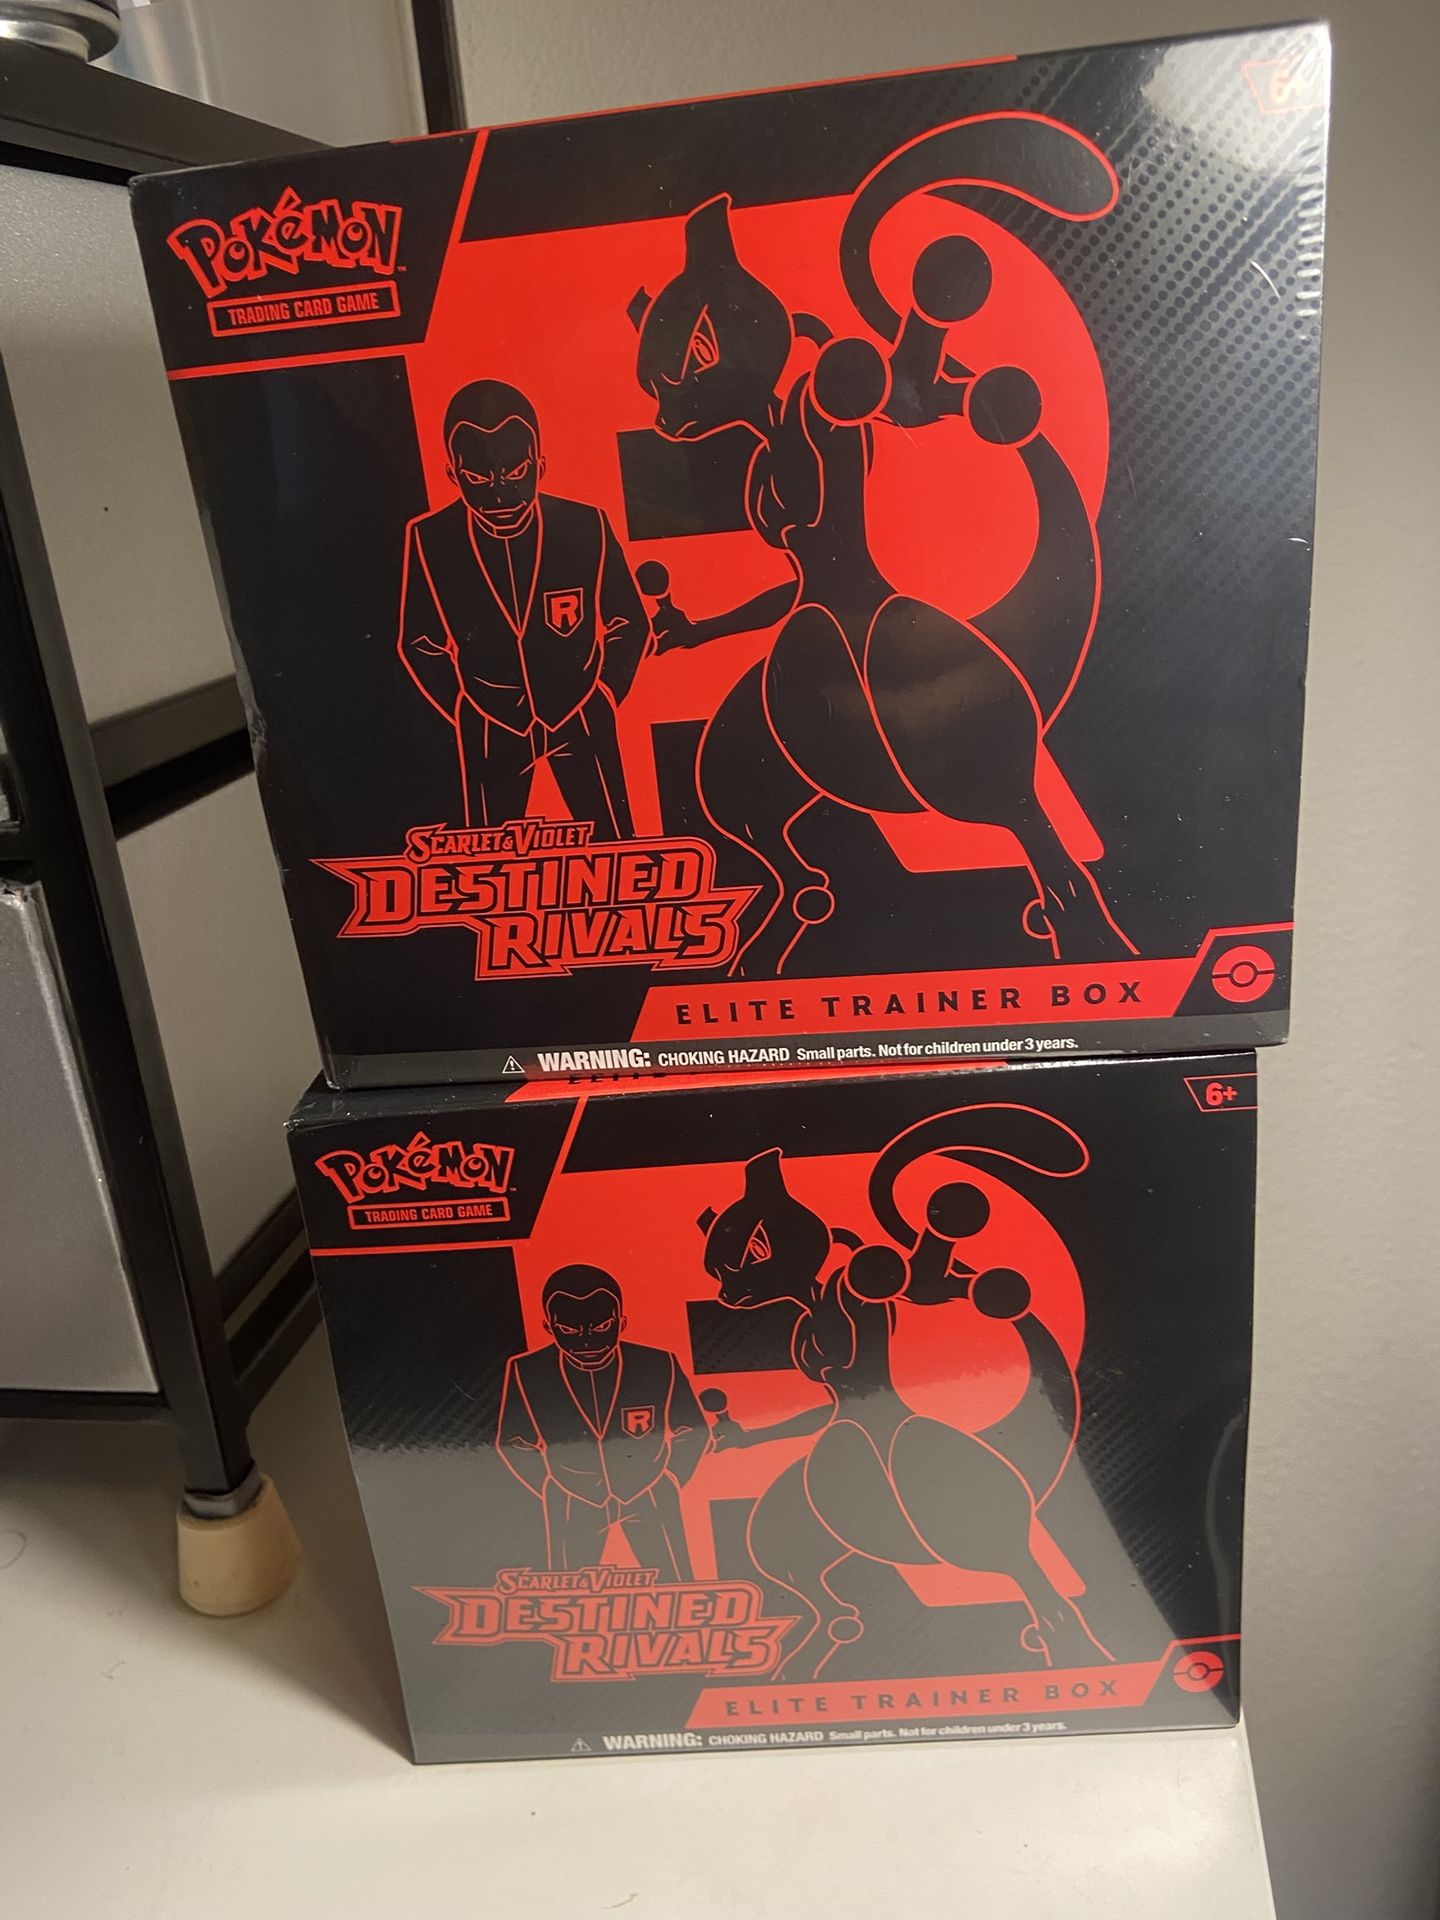 POKéMON
TRADING CARD GAME
R
SCARLET & VIOLET
DESTINED
RIVALS
ELITE TRAINER BOX
WARNING: CHOKING HAZARD Small parts. Not for children under 3 years.
6+
POKéMON
TRADING CARD GAME
R
SCARLET & VIOLET
DESTINED
RIVALS
ELITE TRAINER BOX
WARNING: CHOKING HAZARD Small parts. Not for children under 3 years.